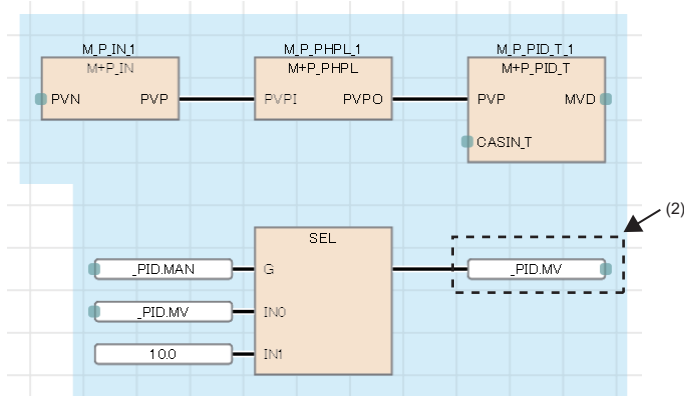 M_P_IN_1 M_P_PHPL_1 M_P_PID_T_1
M+P_IN M+P_PHPL M+P_PID_T
PVN PVP PVPI PVPO PVP MVD
CASIN_T
(2)
SEL
_PID.MAN G _PID.MV
_PID.MV IN0
10.0 IN1